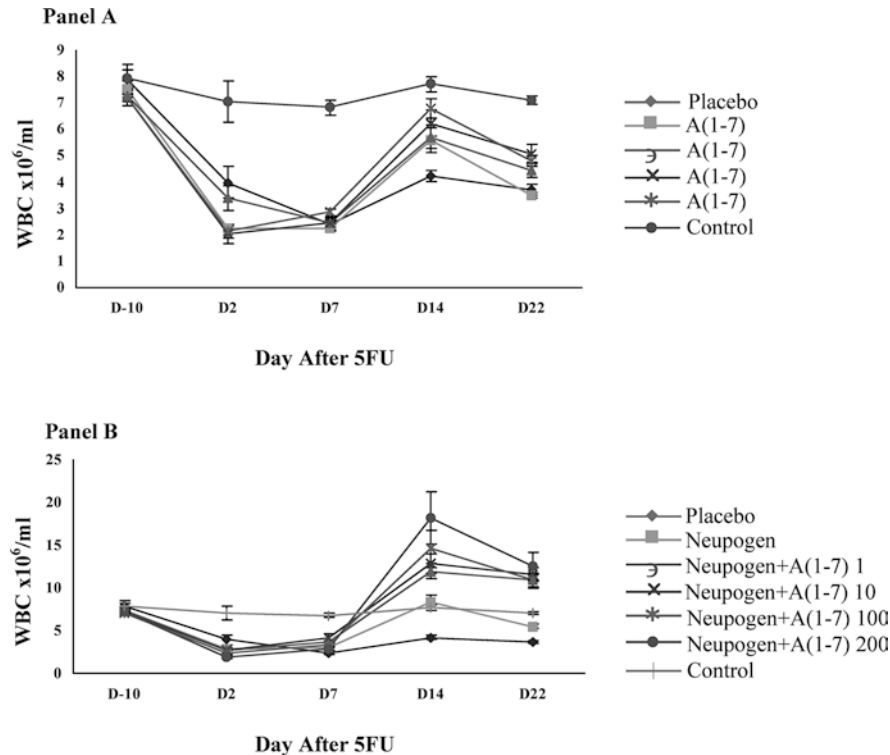 Panel A
9
8
7
6
5
4
3
2
1
0
WBC x10⁶/ml
D-10 D2 D7 D14 D22
Day After 5FU
Placebo
A(1-7)
A(1-7)
A(1-7)
A(1-7)
Control
Panel B
25
20
15
10
5
0
WBC x10⁶/ml
D-10 D2 D7 D14 D22
Day After 5FU
Placebo
Neupogen
Neupogen+A(1-7) 1
Neupogen+A(1-7) 10
Neupogen+A(1-7) 100
Neupogen+A(1-7) 200
Control